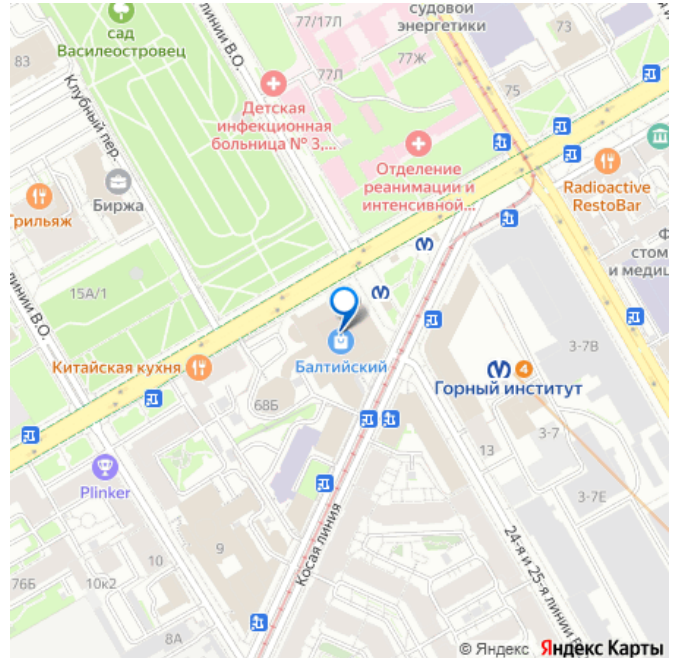 сад
Василеостровец
77/17Л
судовой
энергетики
73
83
линии В.О.
77Л
77Ж
75
Клубный пер.
Детская
инфекционная
больница № 3,...
Отделение
реанимации и
интенсивной...
Radioactive
RestoBar
Биржа
Грильяж
15А/1
линии В.О.
Ф
стом
и медиц
Китайская кухня
Балтийский
3-7В
4
Горный институт
68Б
13
3-7
3-7Е
Plinker
9
10
Косая линия
24-я и 25-я линии В.О.
76Б
10к2
8А
© Яндекс Яндекс Карты